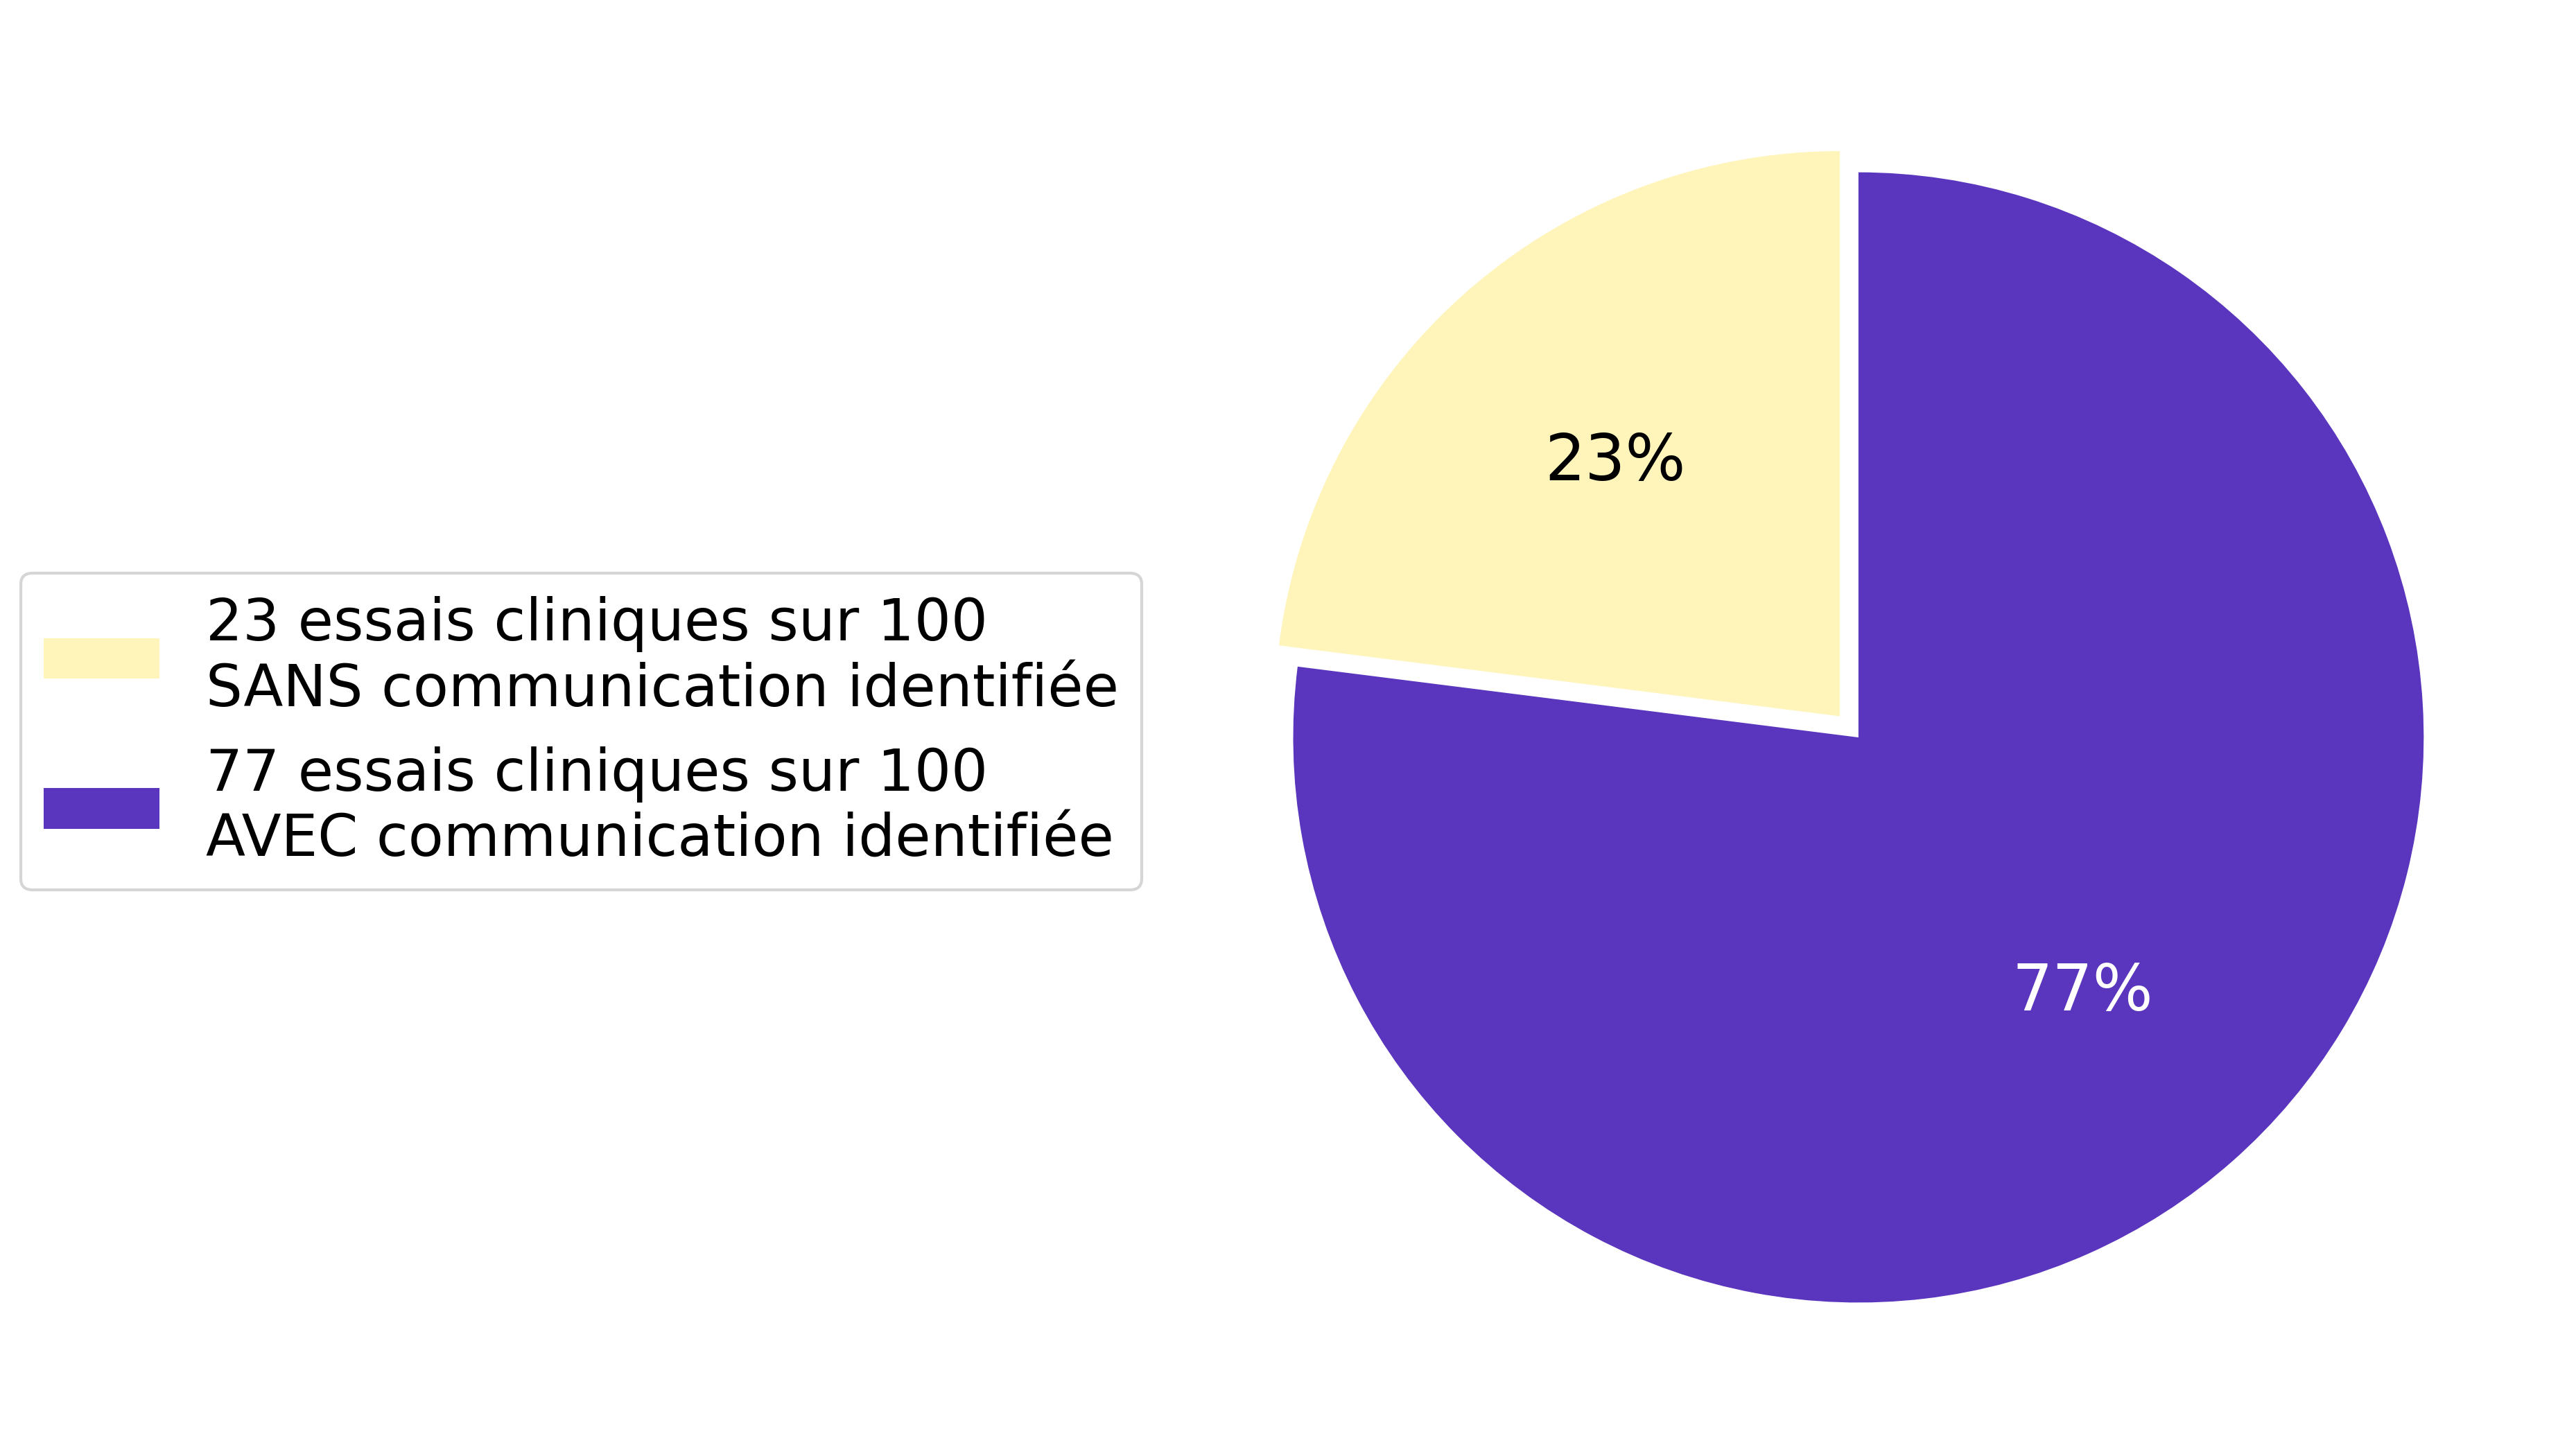 23 essais cliniques sur 100
SANS communication identifiée
77 essais cliniques sur 100
AVEC communication identifiée
23%
77%